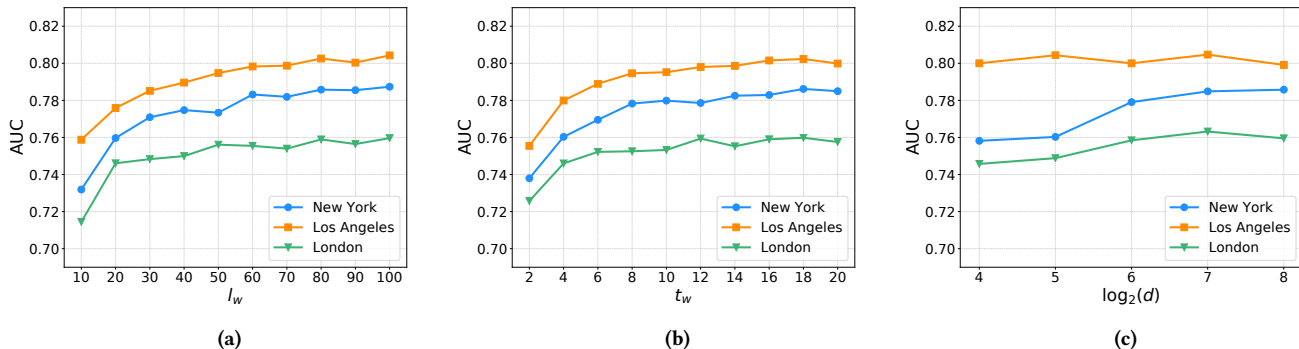 AUC
0.82
0.80
0.78
0.76
0.74
0.72
0.70
New York
Los Angeles
London
10 20 30 40 50 60 70 80 90 100
l_w
(a)
AUC
0.82
0.80
0.78
0.76
0.74
0.72
0.70
New York
Los Angeles
London
2 4 6 8 10 12 14 16 18 20
t_w
(b)
AUC
0.82
0.80
0.78
0.76
0.74
0.72
0.70
New York
Los Angeles
London
4 5 6 7 8
log₂(d)
(c)